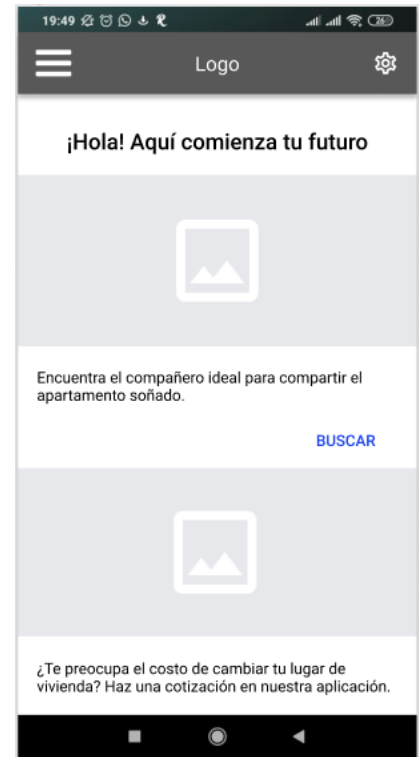 19:49
Logo
¡Hola! Aquí comienza tu futuro
Encuentra el compañero ideal para compartir el
apartamento soñado.
BUSCAR
¿Te preocupa el costo de cambiar tu lugar de
vivienda? Haz una cotización en nuestra aplicación.